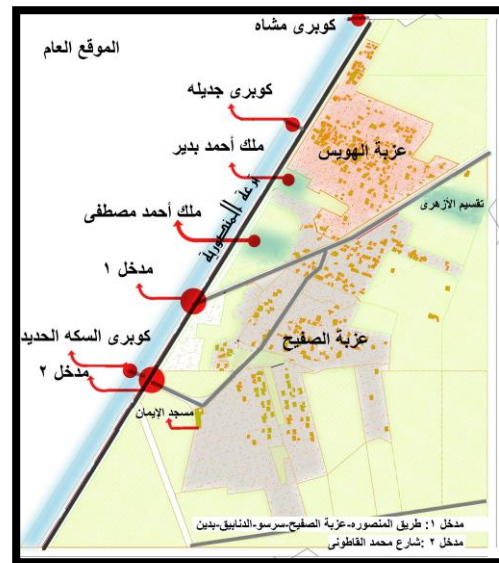 الموقع العام
كوبرى مشاه
كوبرى جديله
ملك أحمد بدير
عزبة الهويس
ترعة المنصورية
تقسيم الأزهرى
ملك أحمد مصطفى
مدخل ١
عزبة الصفيح
كوبرى السكه الحديد
مدخل ٢
مسجد الإيمان
مدخل ١: طريق المنصوره-عزبة الصفيح-سرسو-الدنابيق-بدين
مدخل ٢ :شارع محمد القاطونى